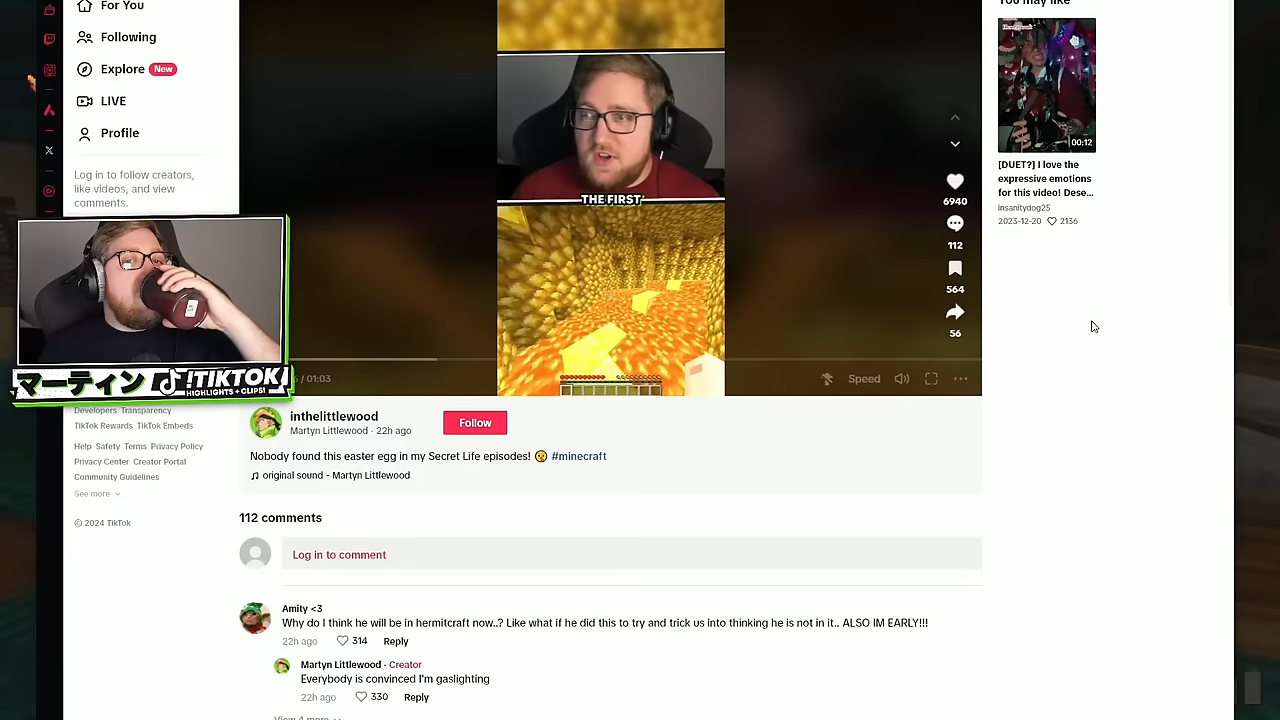 You may like
For You
Following
Explore New
LIVE
Profile
Log in to follow creators,
like videos, and view
comments.
THE FIRST
6940
112
564
56
00:12
[DUET?] I love the
expressive emotions
for this video! Dese...
insanitydog25
2023-12-20 2136
/ 01:03
Speed
マーティン !TIKTOK
HIGHLIGHTS + CLIPS!
Developers Transparency
TikTok Rewards TikTok Embeds
Help Safety Terms Privacy Policy
Privacy Center Creator Portal
Community Guidelines
See more
© 2024 TikTok
inthelittlewood
Martyn Littlewood · 22h ago
Follow
Nobody found this easter egg in my Secret Life episodes! 😉 #minecraft
original sound - Martyn Littlewood
112 comments
Log in to comment
Amity <3
Why do I think he will be in hermitcraft now..? Like what if he did this to try and trick us into thinking he is not in it.. ALSO IM EARLY!!!
22h ago 314 Reply
Martyn Littlewood · Creator
Everybody is convinced I'm gaslighting
22h ago 330 Reply
View 4 more